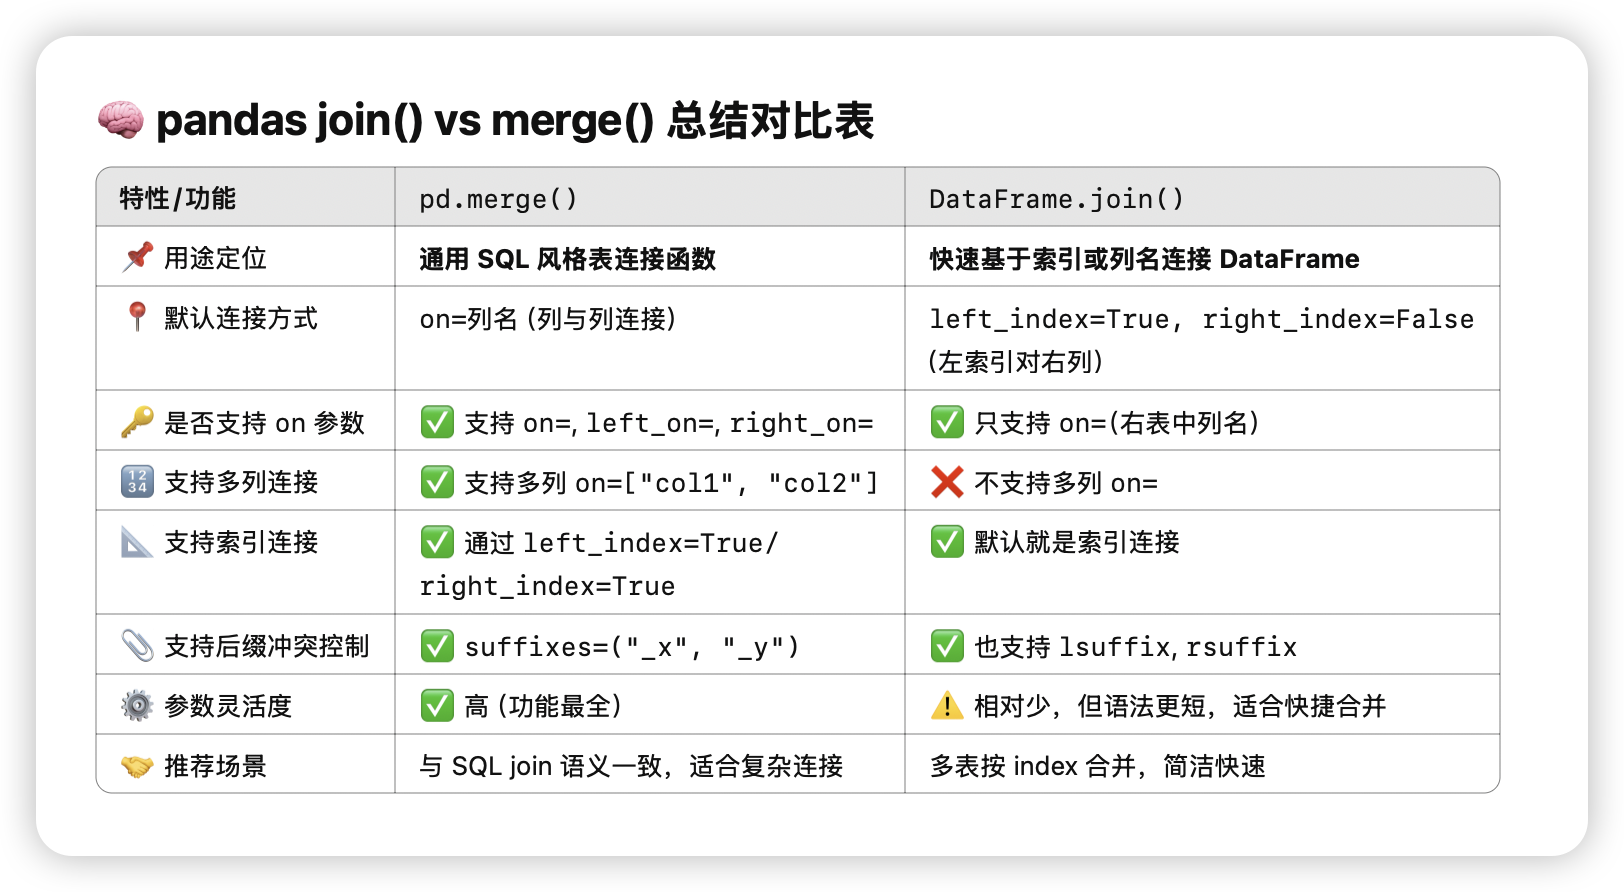 🧠 pandas join() vs merge() 总结对比表
特性/功能 pd.merge() DataFrame.join()
📌 用途定位 通用 SQL 风格表连接函数 快速基于索引或列名连接 DataFrame
📍 默认连接方式 on=列名 (列与列连接) left_index=True, right_index=False
(左索引对右列)
🔑 是否支持 on 参数 ✅ 支持 on=, left_on=, right_on= ✅ 只支持 on=(右表中列名)
🔢 支持多列连接 ✅ 支持多列 on=["col1", "col2"] ❌ 不支持多列 on=
📐 支持索引连接 ✅ 通过 left_index=True/ ✅ 默认就是索引连接
right_index=True
📎 支持后缀冲突控制 ✅ suffixes=("_x", "_y") ✅ 也支持 lsuffix, rsuffix
⚙️ 参数灵活度 ✅ 高 (功能最全) ⚠️ 相对少，但语法更短，适合快捷合并
🤝 推荐场景 与 SQL join 语义一致，适合复杂连接 多表按 index 合并，简洁快速